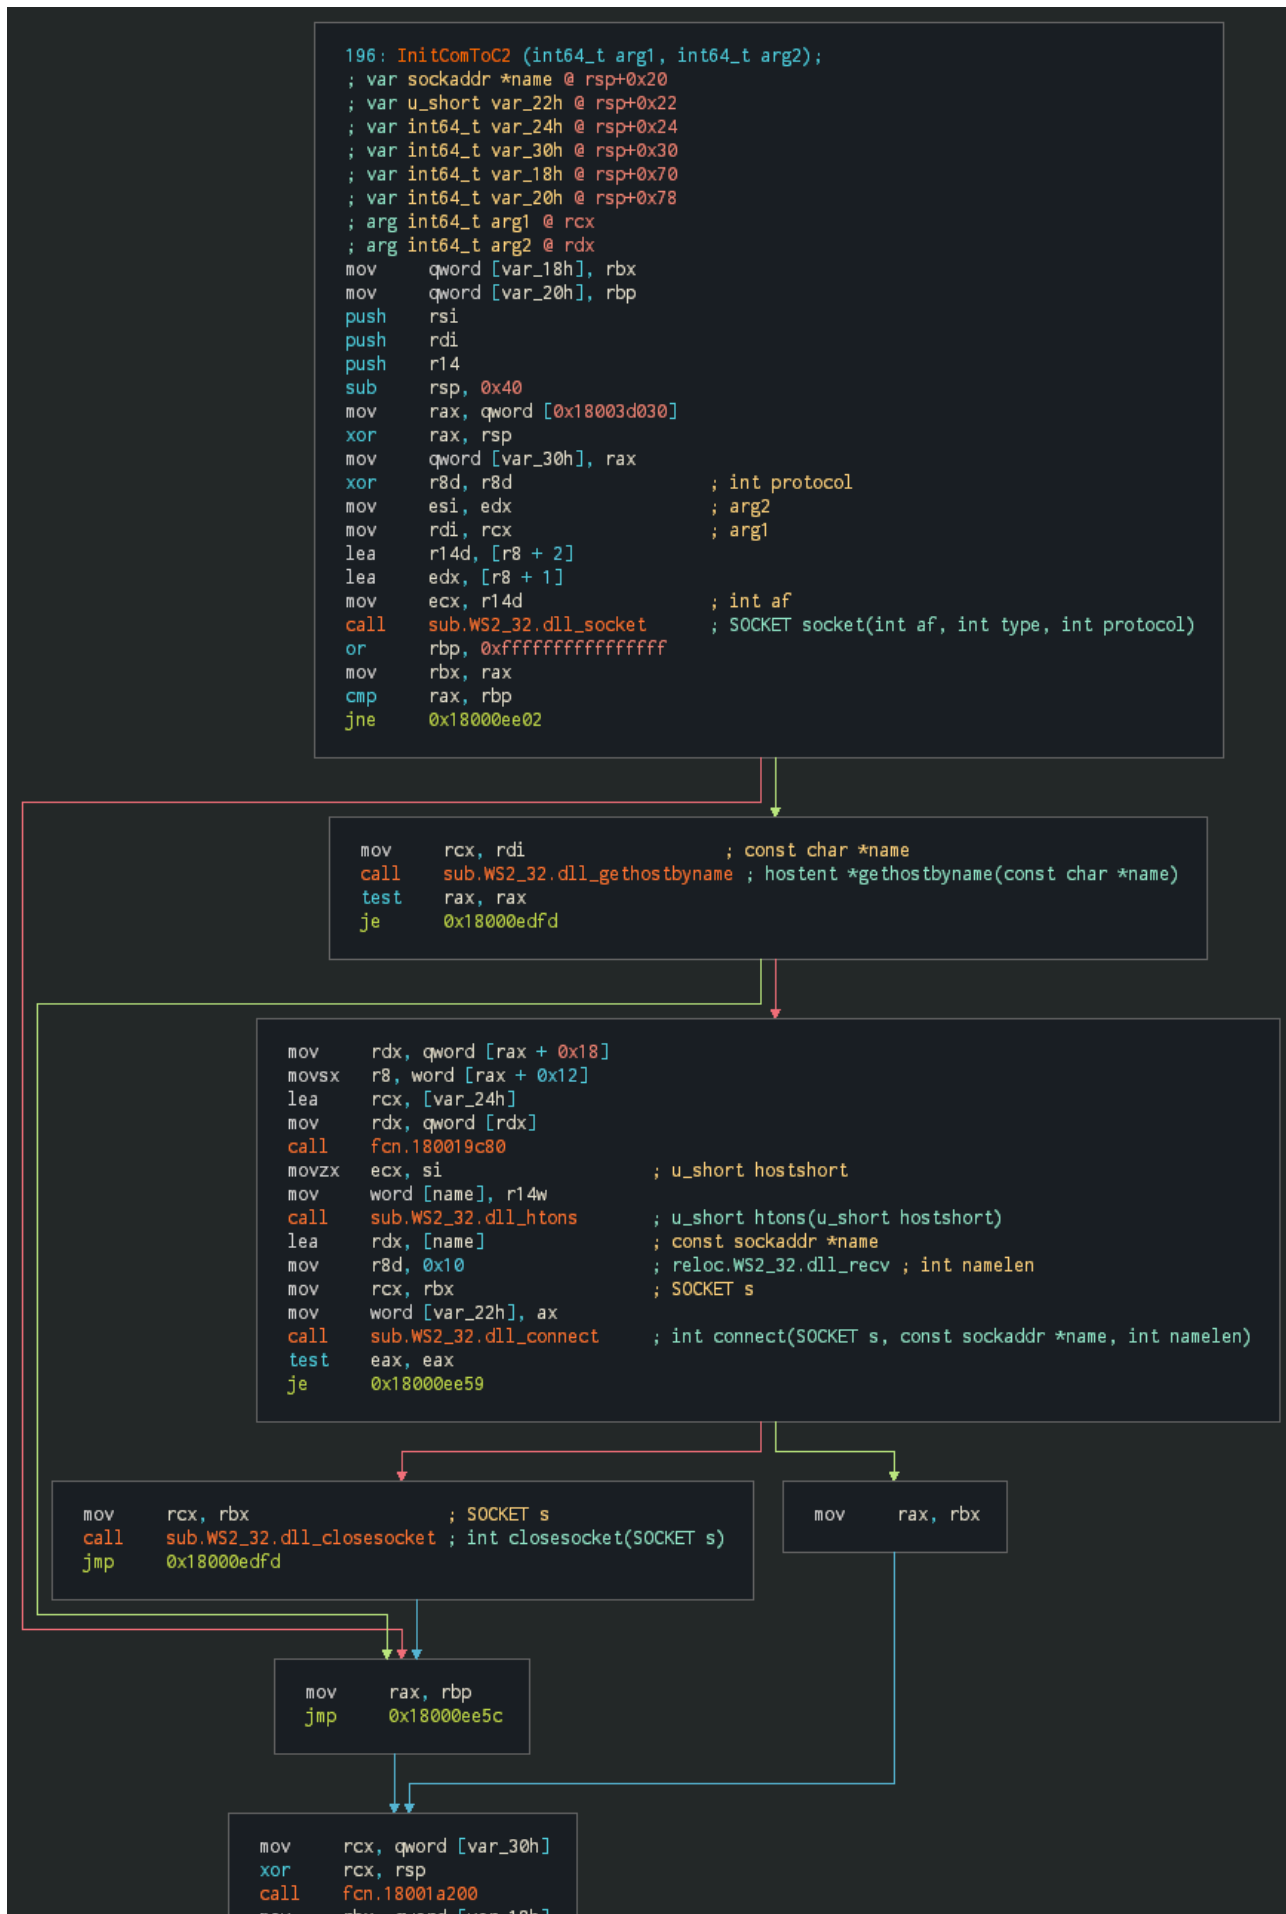 196: InitComToC2 (int64_t arg1, int64_t arg2);
; var sockaddr *name @ rsp+0x20
; var u_short var_22h @ rsp+0x22
; var int64_t var_24h @ rsp+0x24
; var int64_t var_30h @ rsp+0x30
; var int64_t var_18h @ rsp+0x70
; var int64_t var_20h @ rsp+0x78
; arg int64_t arg1 @ rcx
; arg int64_t arg2 @ rdx
mov qword [var_18h], rbx
mov qword [var_20h], rbp
push rsi
push rdi
push r14
sub rsp, 0x40
mov rax, qword [0x18003d030]
xor rax, rsp
mov qword [var_30h], rax
xor r8d, r8d ; int protocol
mov esi, edx ; arg2
mov rdi, rcx ; arg1
lea r14d, [r8 + 2]
lea edx, [r8 + 1]
mov ecx, r14d ; int af
call sub.WS2_32.dll_socket ; SOCKET socket(int af, int type, int protocol)
or rbp, 0xffffffffffffffff
mov rbx, rax
cmp rax, rbp
jne 0x18000ee02
mov rcx, rdi ; const char *name
call sub.WS2_32.dll_gethostbyname ; hostent *gethostbyname(const char *name)
test rax, rax
je 0x18000edfd
mov rdx, qword [rax + 0x18]
movsx r8, word [rax + 0x12]
lea rcx, [var_24h]
mov rdx, qword [rdx]
call fcn.180019c80
movzx ecx, si ; u_short hostshort
mov word [name], r14w
call sub.WS2_32.dll_htons ; u_short htons(u_short hostshort)
lea rdx, [name] ; const sockaddr *name
mov r8d, 0x10 ; reloc.WS2_32.dll_recv ; int namelen
mov rcx, rbx ; SOCKET s
mov word [var_22h], ax
call sub.WS2_32.dll_connect ; int connect(SOCKET s, const sockaddr *name, int namelen)
test eax, eax
je 0x18000ee59
mov rcx, rbx ; SOCKET s
call sub.WS2_32.dll_closesocket ; int closesocket(SOCKET s)
jmp 0x18000edfd
mov rax, rbx
mov rax, rbp
jmp 0x18000ee5c
mov rcx, qword [var_30h]
xor rcx, rsp
call fcn.18001a200